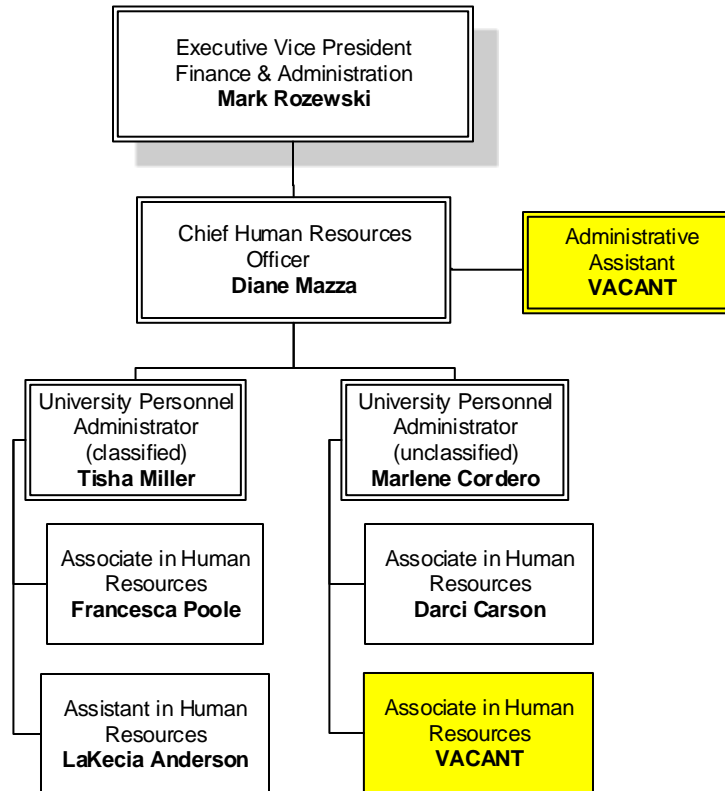 Executive Vice President
Finance & Administration
Mark Rozewski
Chief Human Resources
Officer
Diane Mazza
Administrative
Assistant
VACANT
University Personnel
Administrator
(classified)
Tisha Miller
University Personnel
Administrator
(unclassified)
Marlene Cordero
Associate in Human
Resources
Francesca Poole
Associate in Human
Resources
Darci Carson
Assistant in Human
Resources
LaKecia Anderson
Associate in Human
Resources
VACANT